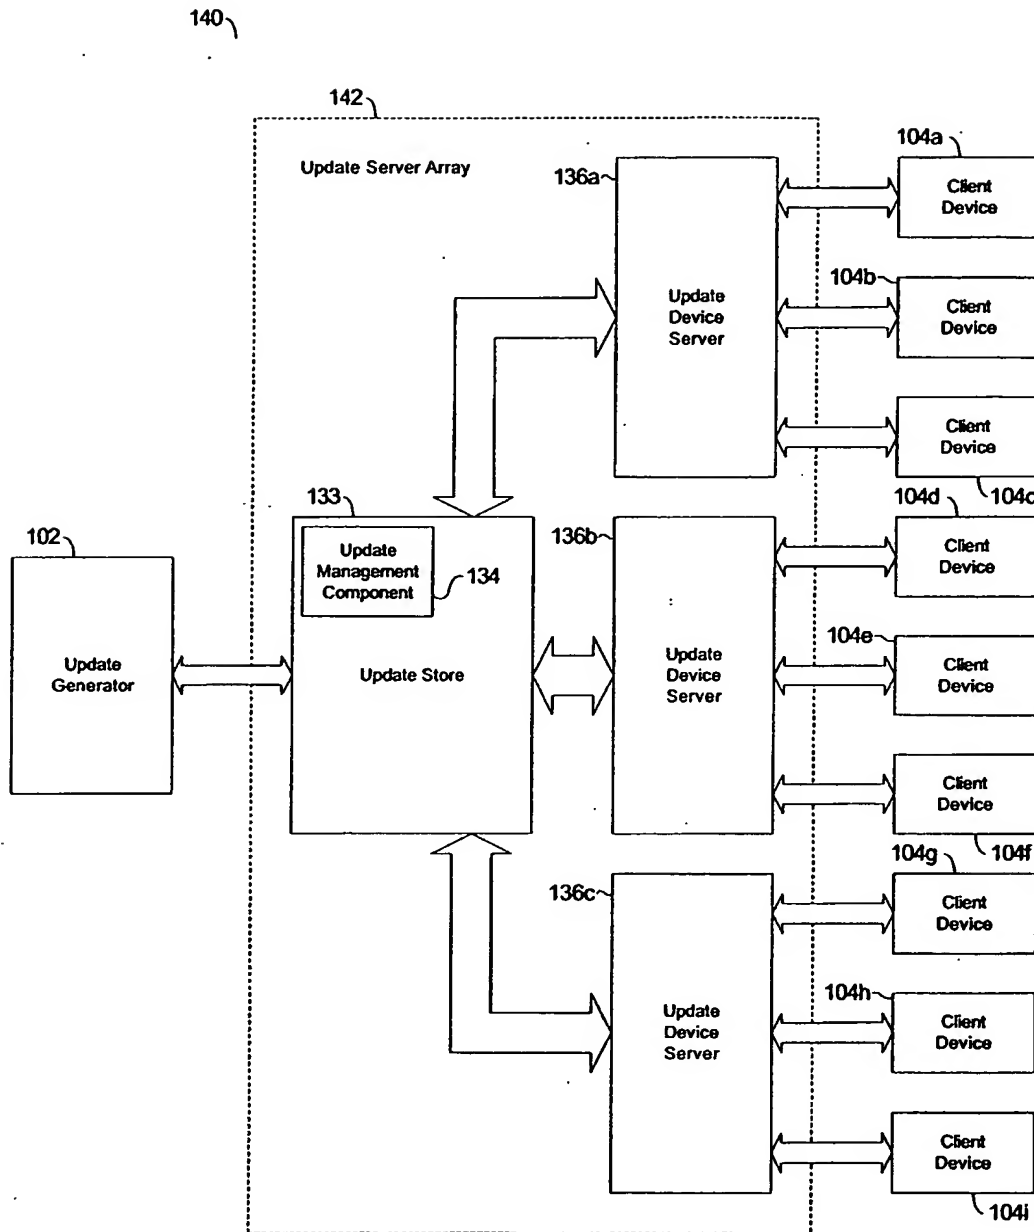 140
142
Update Server Array
136a
Update
Device
Server
104a
Client
Device
104b
Client
Device
Client
Device
104c
133
Update
Management
Component
134
Update Store
102
Update
Generator
136b
Update
Device
Server
104d
Client
Device
104e
Client
Device
Client
Device
104f
136c
Update
Device
Server
104g
Client
Device
104h
Client
Device
Client
Device
104i